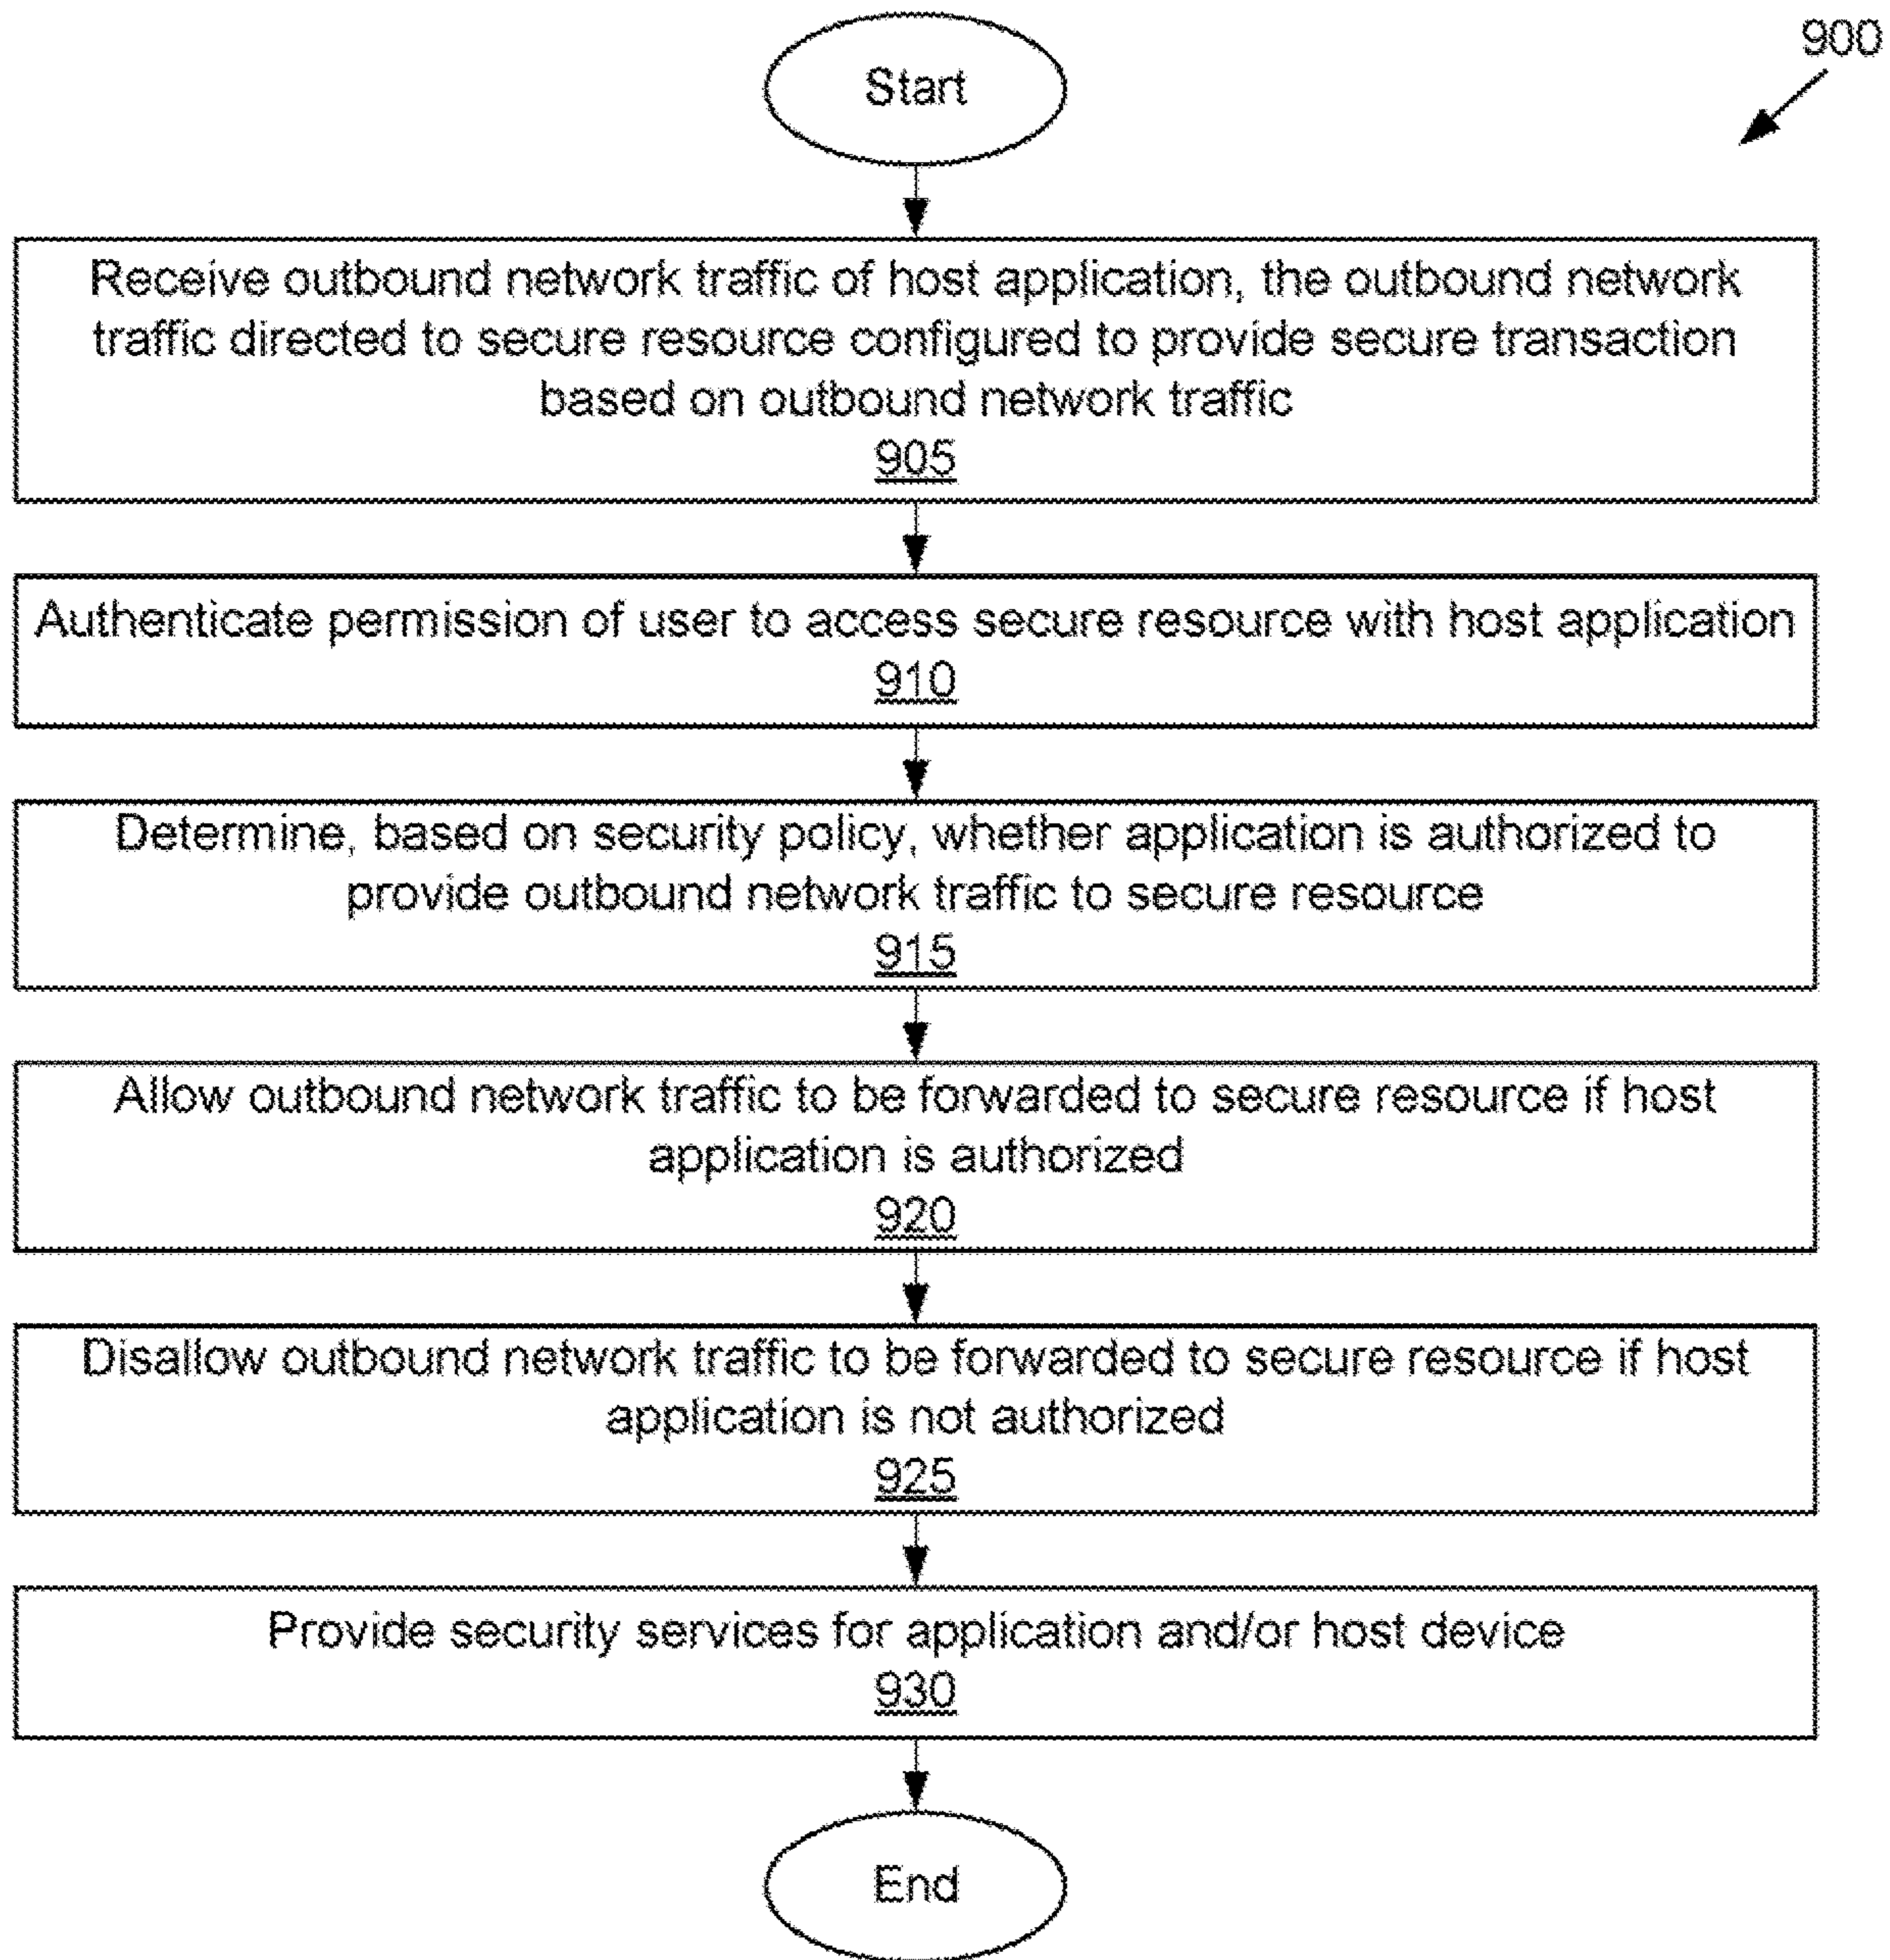 900
Start
Receive outbound network traffic of host application, the outbound network
traffic directed to secure resource configured to provide secure transaction
based on outbound network traffic
905
Authenticate permission of user to access secure resource with host application
910
Determine, based on security policy, whether application is authorized to
provide outbound network traffic to secure resource
915
Allow outbound network traffic to be forwarded to secure resource if host
application is authorized
920
Disallow outbound network traffic to be forwarded to secure resource if host
application is not authorized
925
Provide security services for application and/or host device
930
End